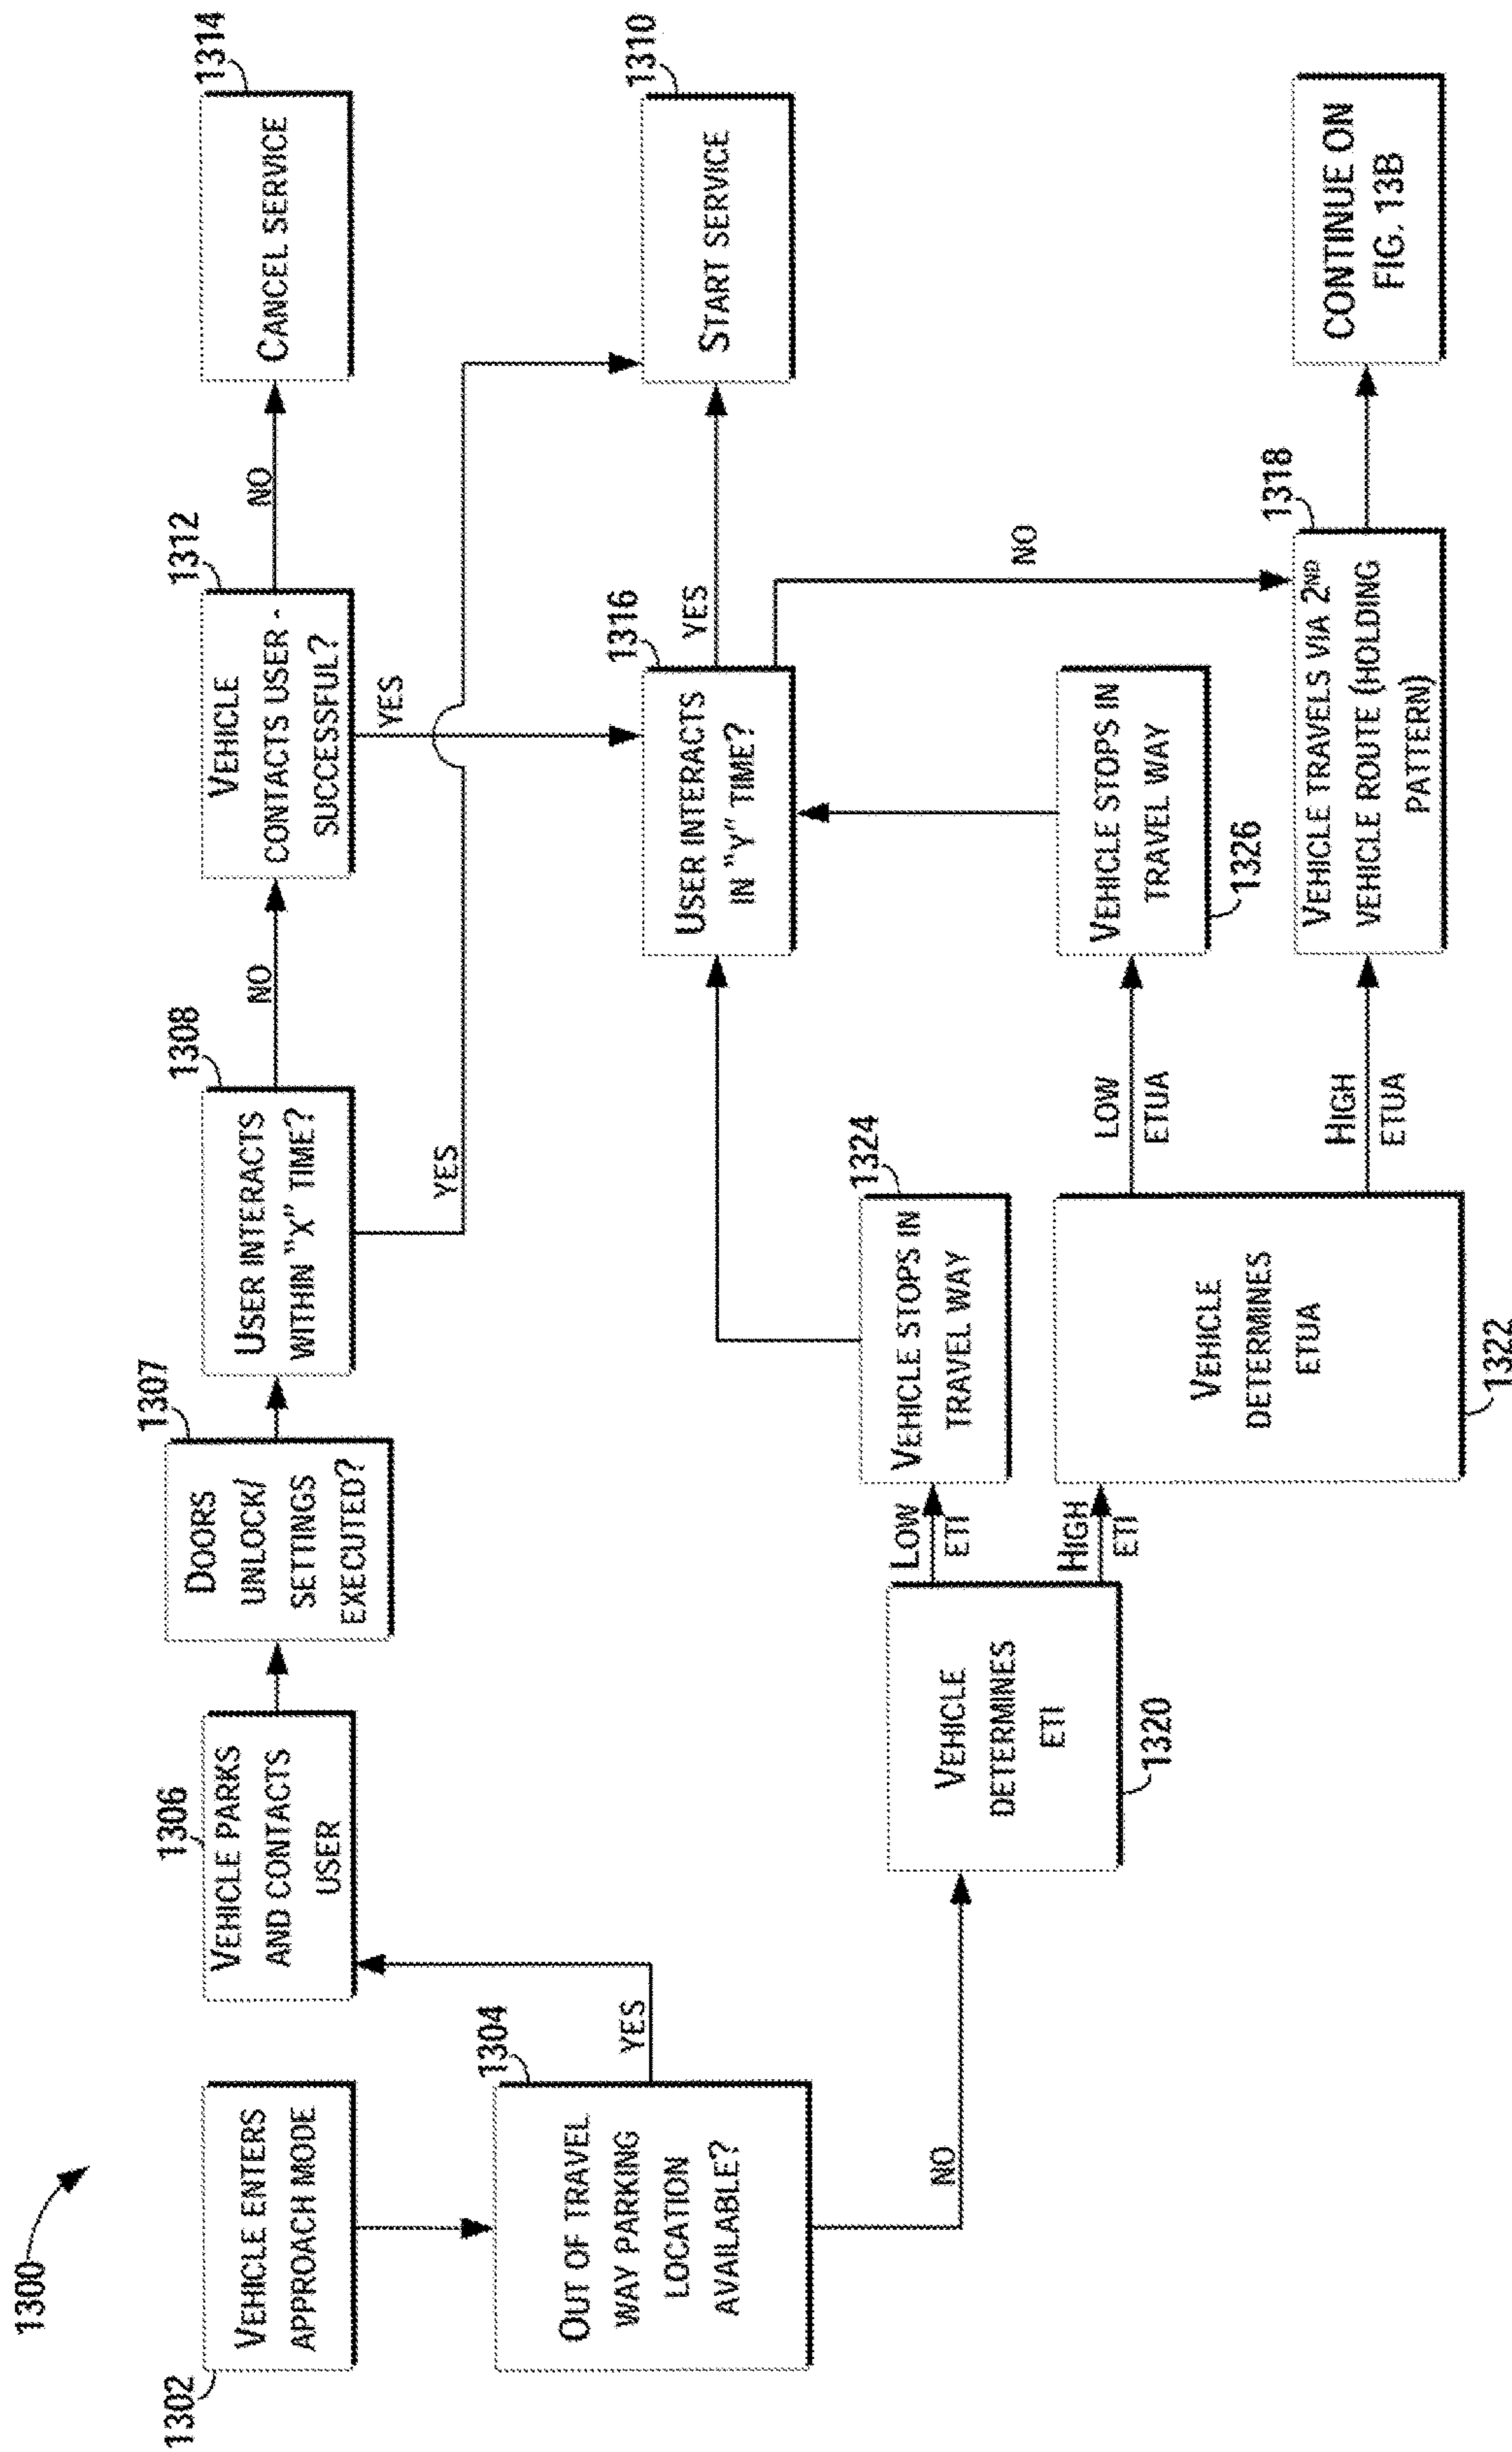 1300
1302
VEHICLE ENTERS
APPROACH MODE
1304
OUT OF TRAVEL
WAY PARKING
LOCATION
AVAILABLE?
YES
NO
1306
VEHICLE PARKS
AND CONTACTS
USER
1307
DOORS
UNLOCK/
SETTINGS
EXECUTED?
1308
USER INTERACTS
WITHIN "X" TIME?
NO
YES
1312
VEHICLE
CONTACTS USER -
SUCCESSFUL?
NO
YES
1314
CANCEL SERVICE
1316
USER INTERACTS
IN "Y" TIME?
YES
NO
1310
START SERVICE
1320
VEHICLE
DETERMINES
ETI
LOW
ETI
HIGH
ETI
1324
VEHICLE STOPS IN
TRAVEL WAY
1322
VEHICLE
DETERMINES
ETUA
LOW
ETUA
HIGH
ETUA
1326
VEHICLE STOPS IN
TRAVEL WAY
1318
VEHICLE TRAVELS VIA 2ND
VEHICLE ROUTE (HOLDING
PATTERN)
CONTINUE ON
FIG. 13B